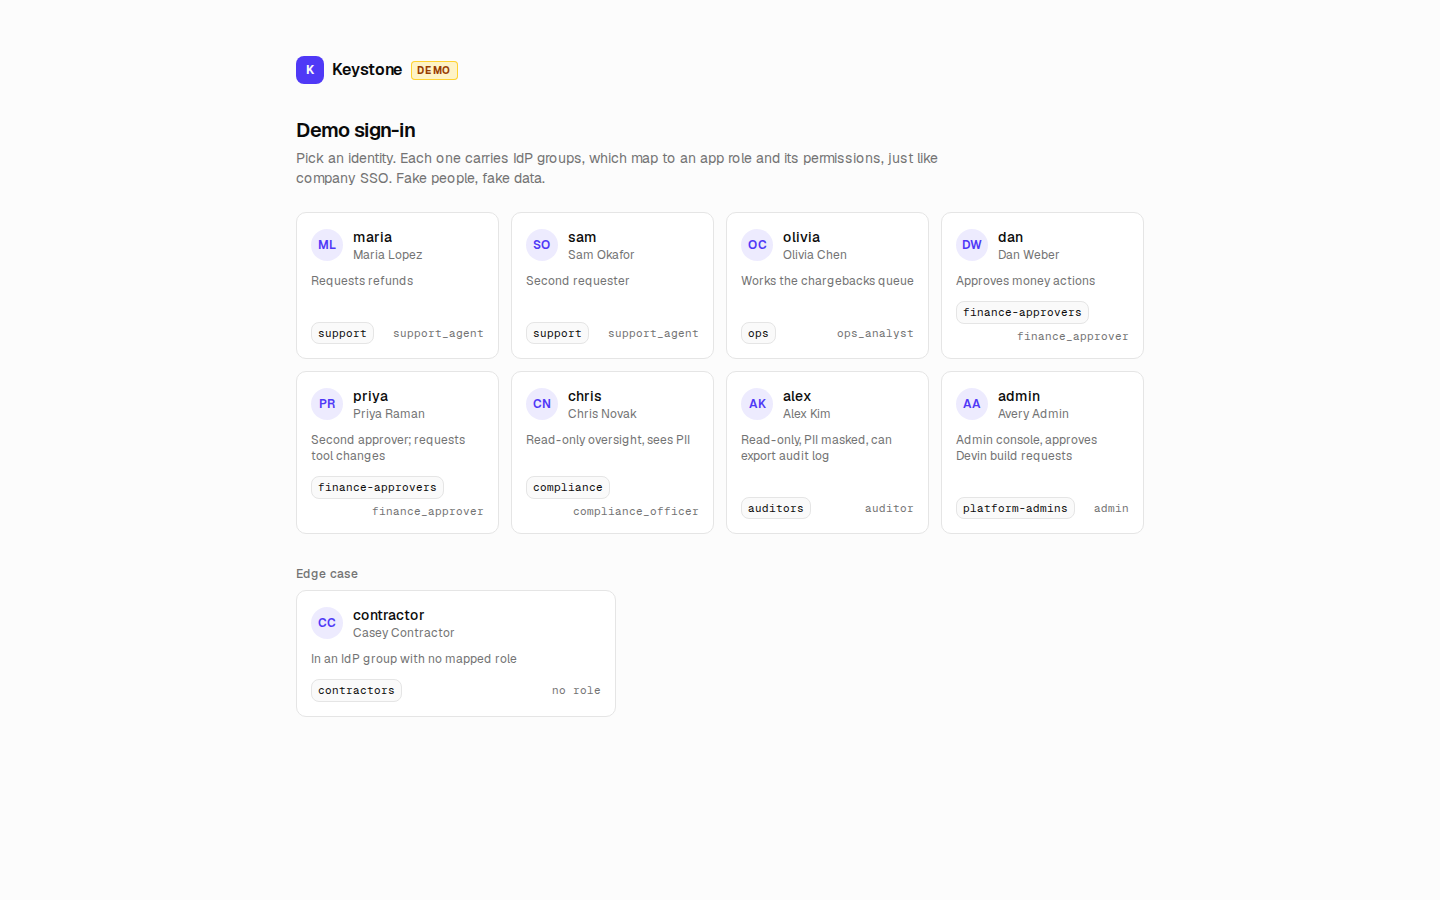 K Keystone DEMO
Demo sign-in
Pick an identity. Each one carries IdP groups, which map to an app role and its permissions, just like
company SSO. Fake people, fake data.
ML maria
Maria Lopez
Requests refunds
support support_agent
SO sam
Sam Okafor
Second requester
support support_agent
OC olivia
Olivia Chen
Works the chargebacks queue
ops ops_analyst
DW dan
Dan Weber
Approves money actions
finance-approvers
finance_approver
PR priya
Priya Raman
Second approver; requests
tool changes
finance-approvers
finance_approver
CN chris
Chris Novak
Read-only oversight, sees PII
compliance
compliance_officer
AK alex
Alex Kim
Read-only, PII masked, can
export audit log
auditors auditor
AA admin
Avery Admin
Admin console, approves
Devin build requests
platform-admins admin
Edge case
CC contractor
Casey Contractor
In an IdP group with no mapped role
contractors no role